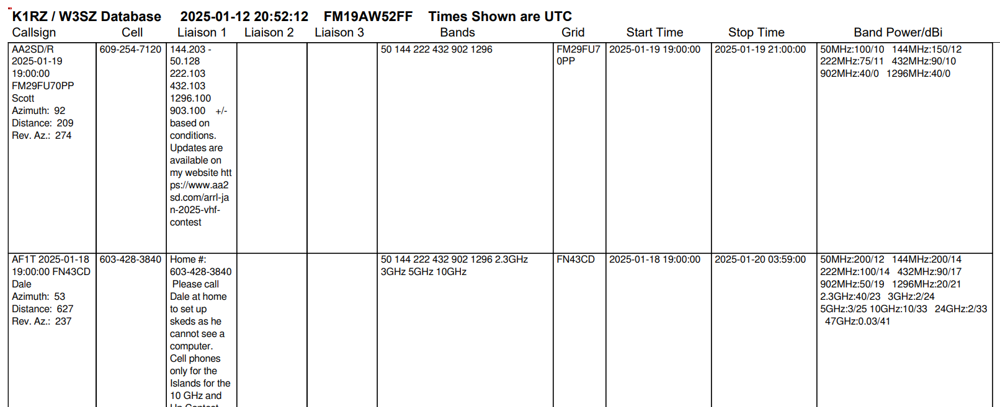 K1RZ / W3SZ Database 2025-01-12 20:52:12 FM19AW52FF Times Shown are UTC
Callsign Cell Liaison 1 Liaison 2 Liaison 3 Bands Grid Start Time Stop Time Band Power/dBi
AA2SD/R
2025-01-19
19:00:00
FM29FU70PP
Scott
Azimuth: 92
Distance: 209
Rev. Az.: 274
609-254-7120
144.203 -
50.128
222.103
432.103
1296.100
903.100 +/-
based on
conditions.
Updates are
available on
my website htt
ps://www.aa2
sd.com/arrl-ja
n-2025-vhf-
contest
50 144 222 432 902 1296
FM29FU7
0PP
2025-01-19 19:00:00
2025-01-19 21:00:00
50MHz:100/10 144MHz:150/12
222MHz:75/11 432MHz:90/10
902MHz:40/0 1296MHz:40/0
AF1T 2025-01-18
19:00:00 FN43CD
Dale
Azimuth: 53
Distance: 627
Rev. Az.: 237
603-428-3840
Home #:
603-428-3840
Please call
Dale at home
to set up
skeds as he
cannot see a
computer.
Cell phones
only for the
Islands for the
10 GHz and
Up Contest
50 144 222 432 902 1296 2.3GHz
3GHz 5GHz 10GHz
FN43CD
2025-01-18 19:00:00
2025-01-20 03:59:00
50MHz:200/12 144MHz:200/14
222MHz:100/14 432MHz:90/17
902MHz:50/19 1296MHz:20/21
2.3GHz:40/23 3GHz:2/24
5GHz:3/25 10GHz:10/33 24GHz:2/33
47GHz:0.03/41